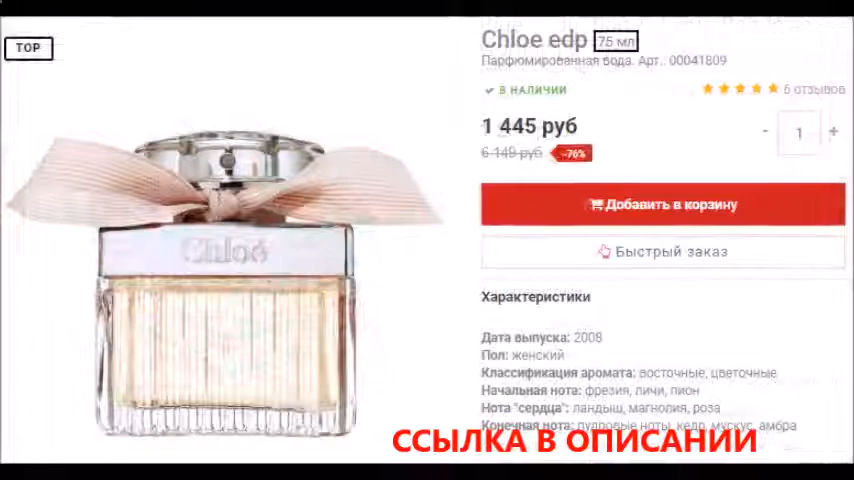 TOP
Chloe edp 75 мл
Парфюмированная вода. Арт.: 00041809
В НАЛИЧИИ
6 отзывов
1 445 руб
- 1 +
6 149 руб -76%
Добавить в корзину
Быстрый заказ
Chloé
Характеристики
Дата выпуска: 2008
Пол: женский
Классификация аромата: восточные, цветочные
Начальная нота: фрезия, личи, пион
Нота "сердца": ландыш, магнолия, роза
Конечная нота: пудровые ноты, кедр, мускус, амбра
ССЫЛКА В ОПИСАНИИ